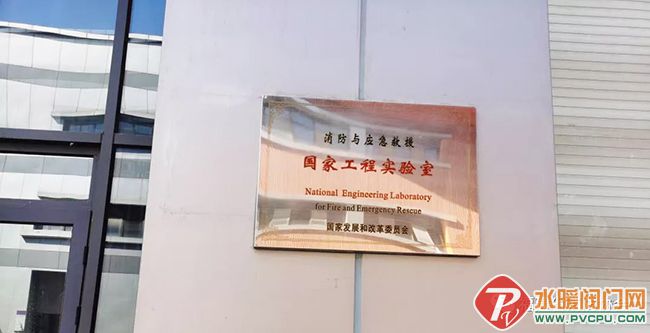 消防与应急救援
国家工程实验室
National Engineering Laboratory
for Fire and Emergency Rescue
国家发展和改革委员会
水暖阀门网
WWW.PVCPU.COM